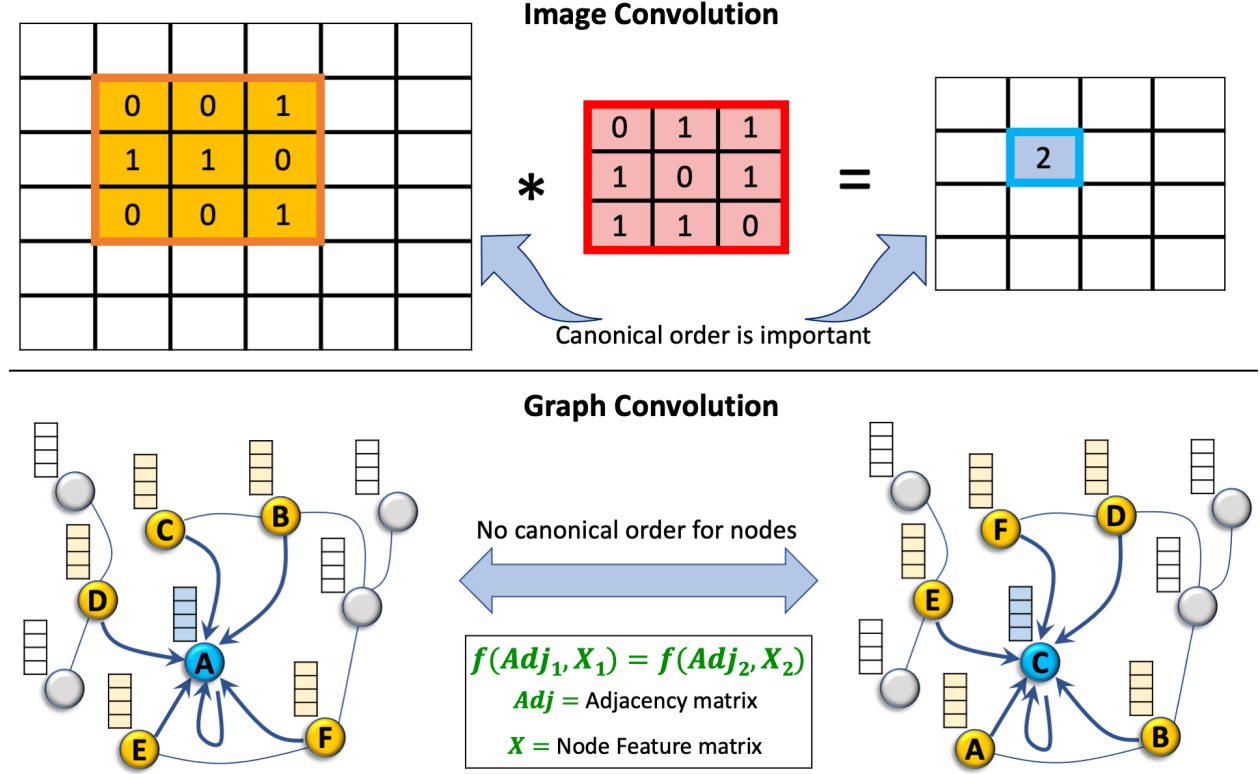 Image Convolution
0 0 1
1 1 0
0 0 1
*
0 1 1
1 0 1
1 1 0
=
2
Canonical order is important
Graph Convolution
C
B
D
A
E
F
No canonical order for nodes
f(Adj₁, X₁) = f(Adj₂, X₂)
Adj = Adjacency matrix
X = Node Feature matrix
F
D
E
C
A
B